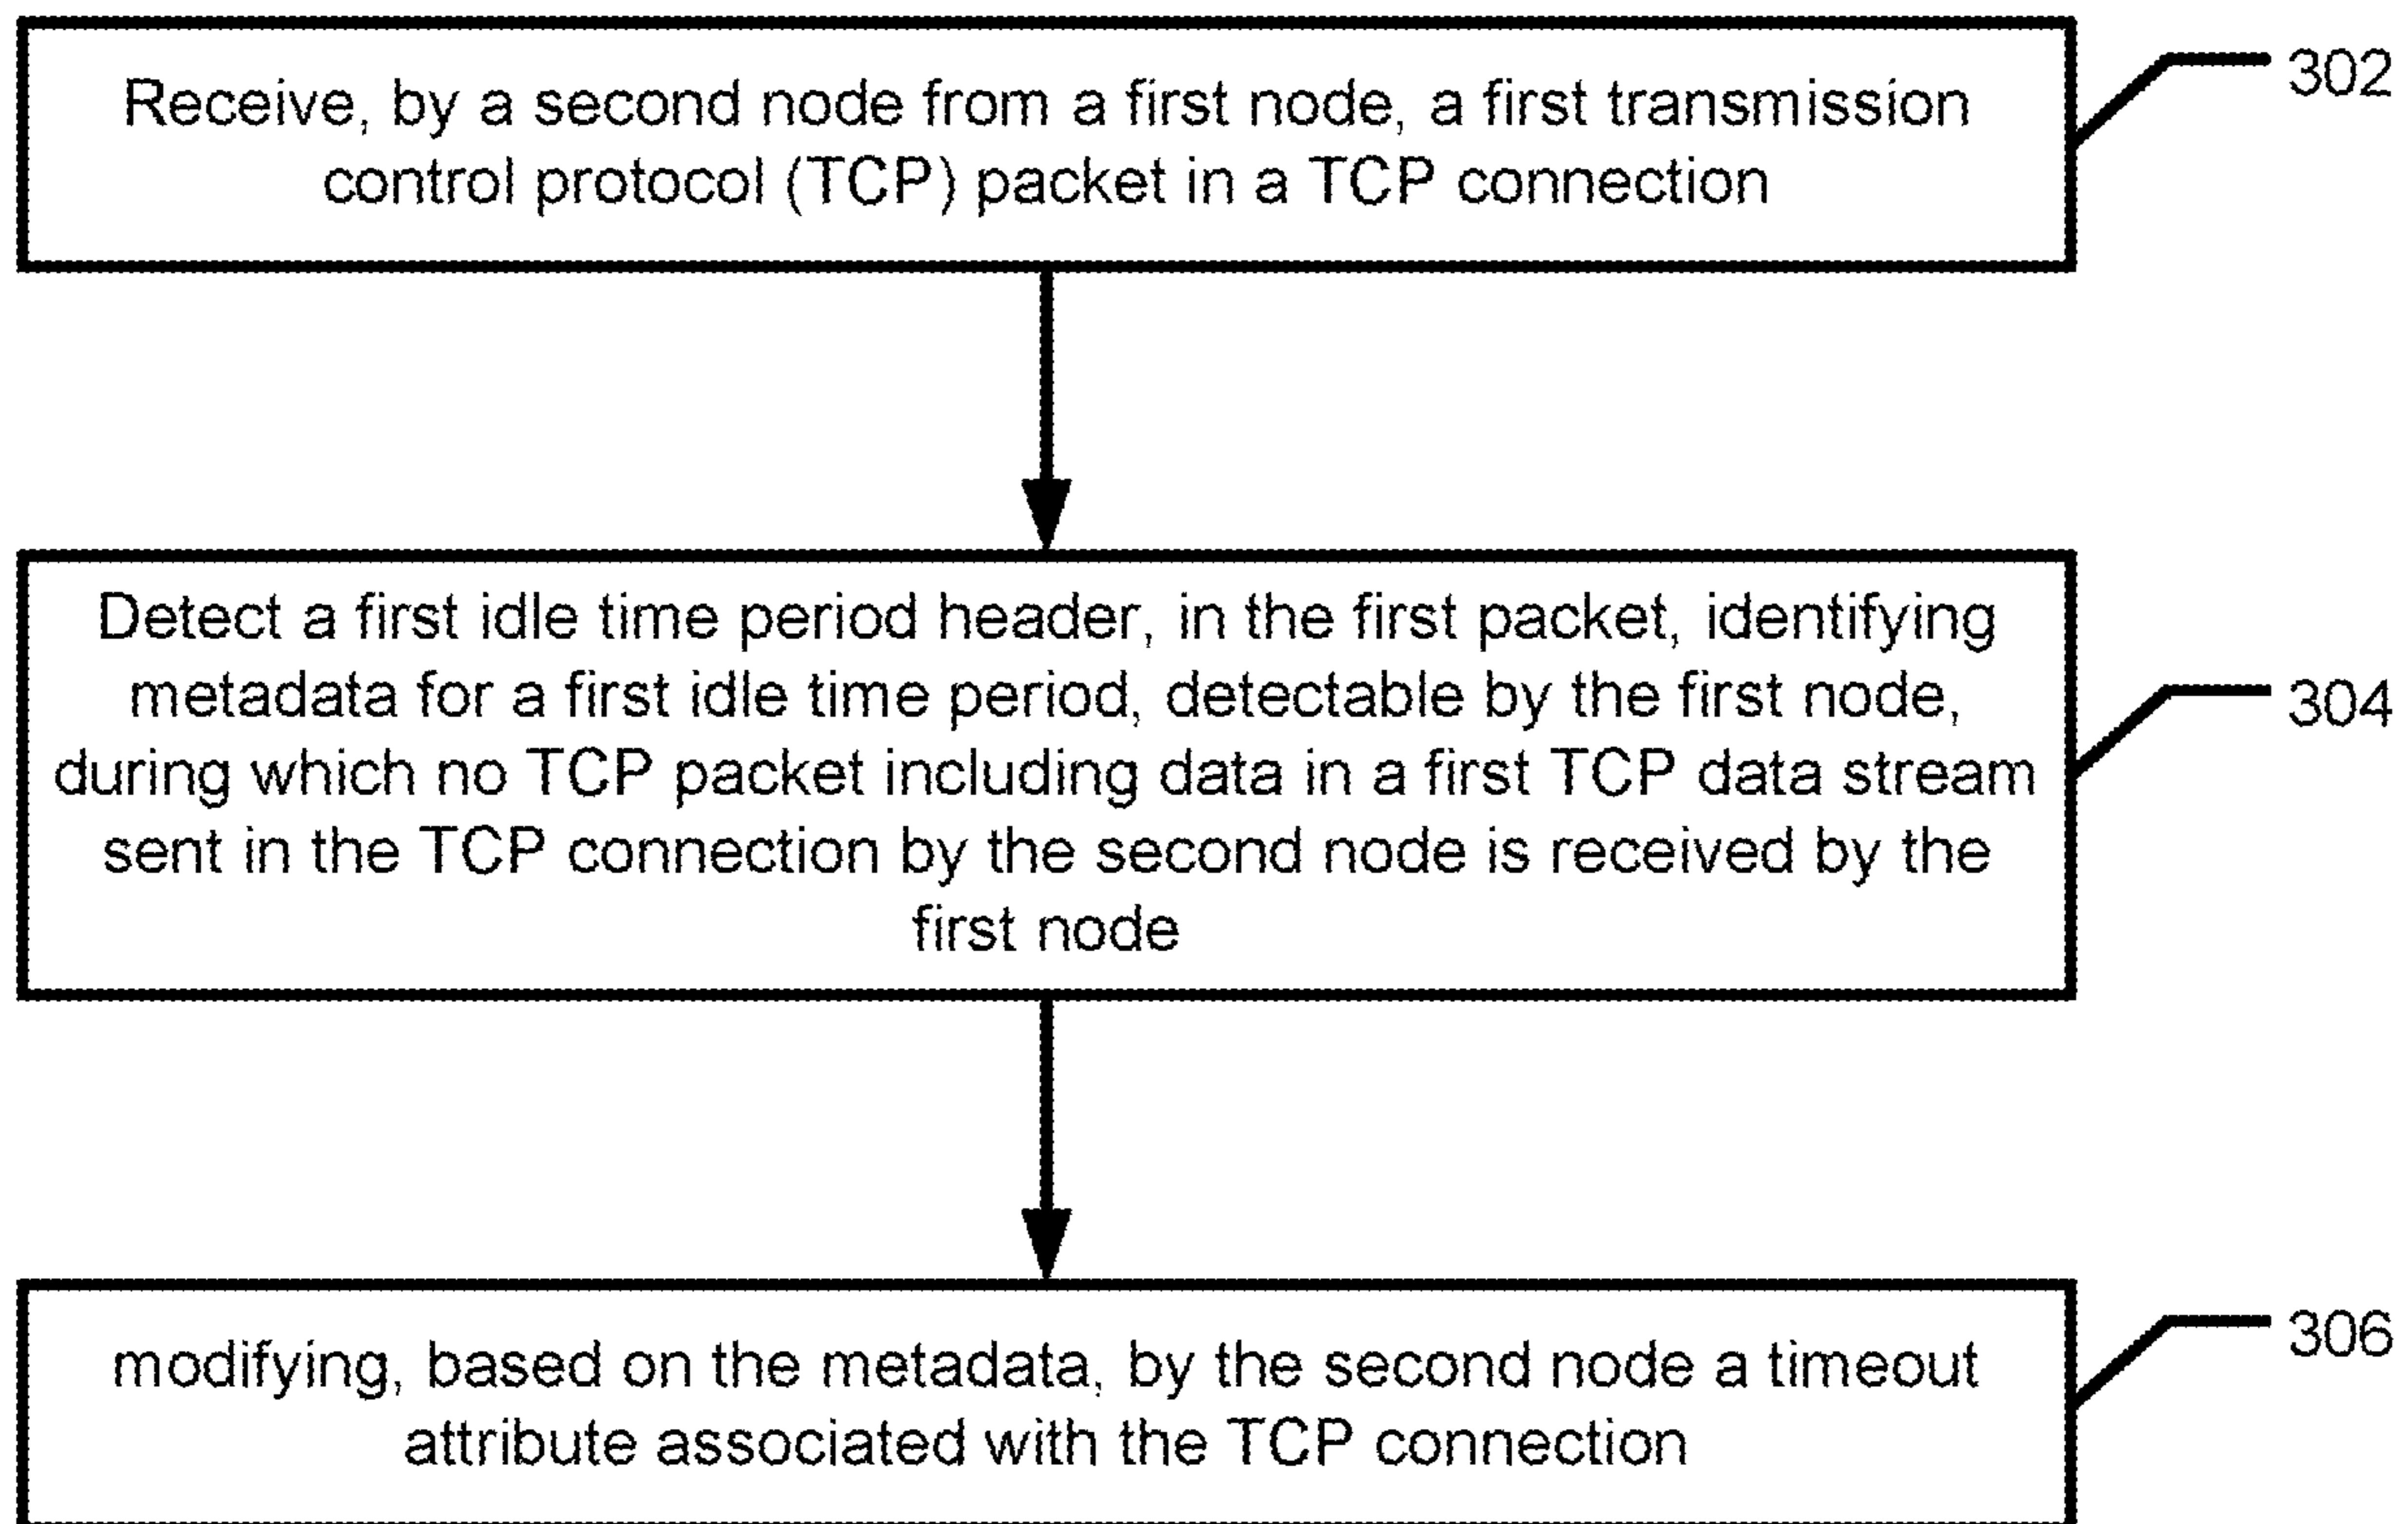 Receive, by a second node from a first node, a first transmission
control protocol (TCP) packet in a TCP connection
302
Detect a first idle time period header, in the first packet, identifying
metadata for a first idle time period, detectable by the first node,
during which no TCP packet including data in a first TCP data stream
sent in the TCP connection by the second node is received by the
first node
304
modifying, based on the metadata, by the second node a timeout
attribute associated with the TCP connection
306